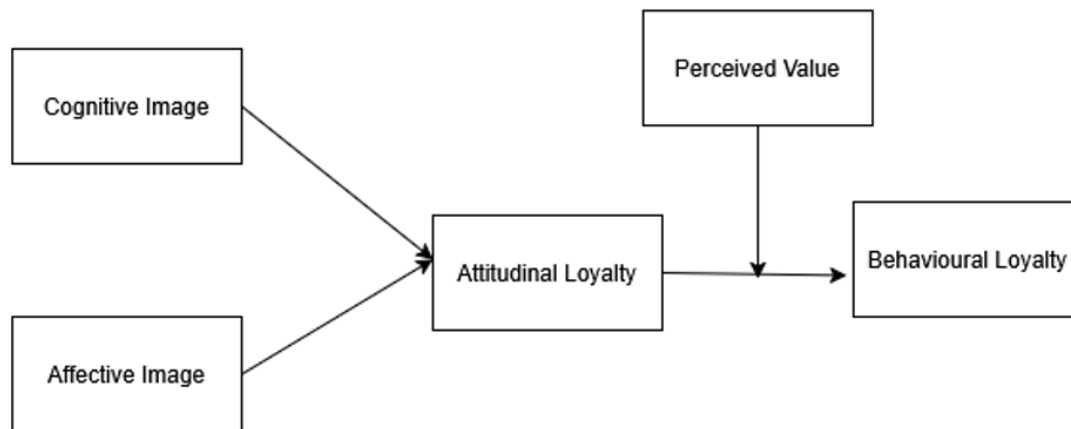 Perceived Value
Cognitive Image
Attitudinal Loyalty
Behavioural Loyalty
Affective Image